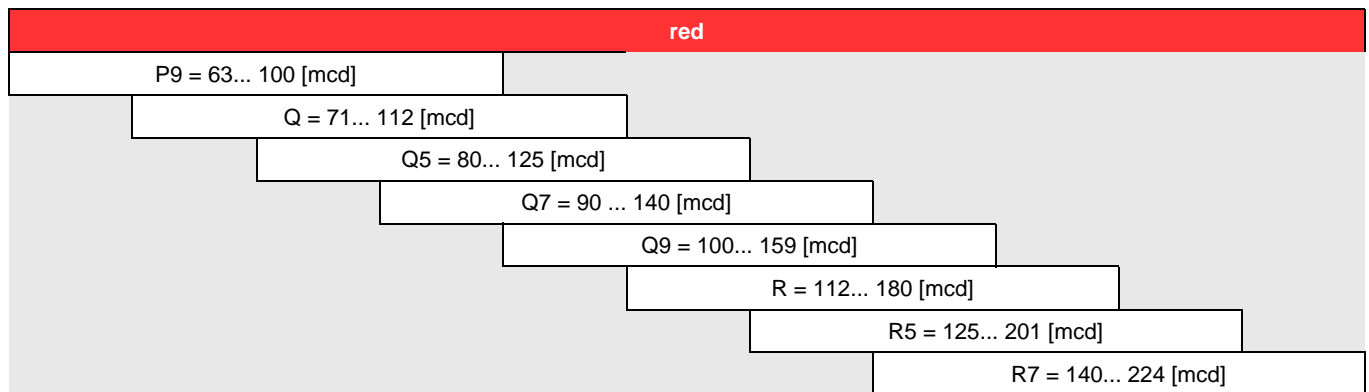 red
P9 = 63... 100 [mcd]
Q = 71... 112 [mcd]
Q5 = 80... 125 [mcd]
Q7 = 90 ... 140 [mcd]
Q9 = 100... 159 [mcd]
R = 112... 180 [mcd]
R5 = 125... 201 [mcd]
R7 = 140... 224 [mcd]